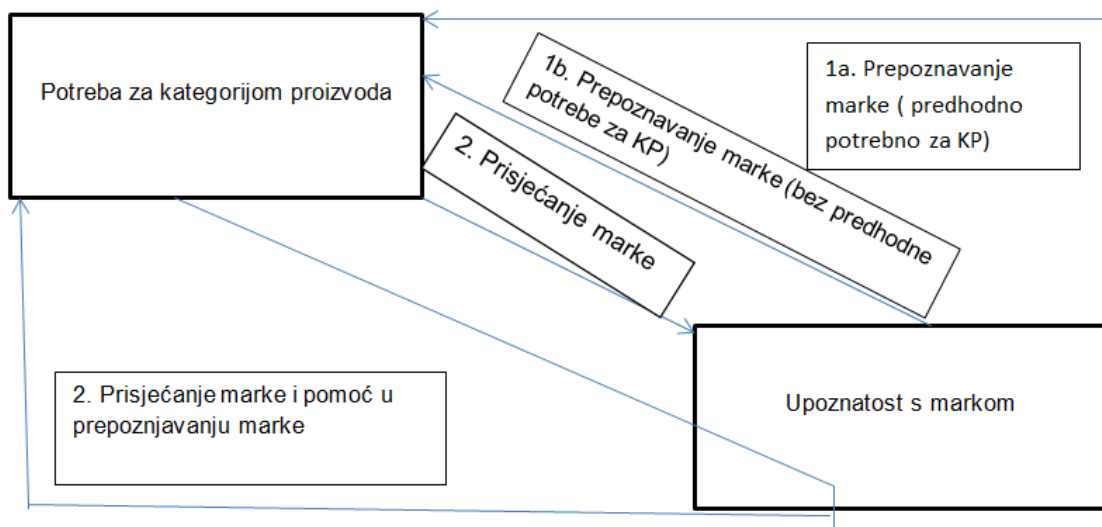 Potreba za kategorijom proizvoda
1a. Prepoznavanje
marke ( predhodno
potrebno za KP)
1b. Prepoznavanje marke (bez predhodne
potrebe za KP)
2. Prisjećanje marke
2. Prisjećanje marke i pomoć u
prepoznjavanju marke
Upoznatost s markom